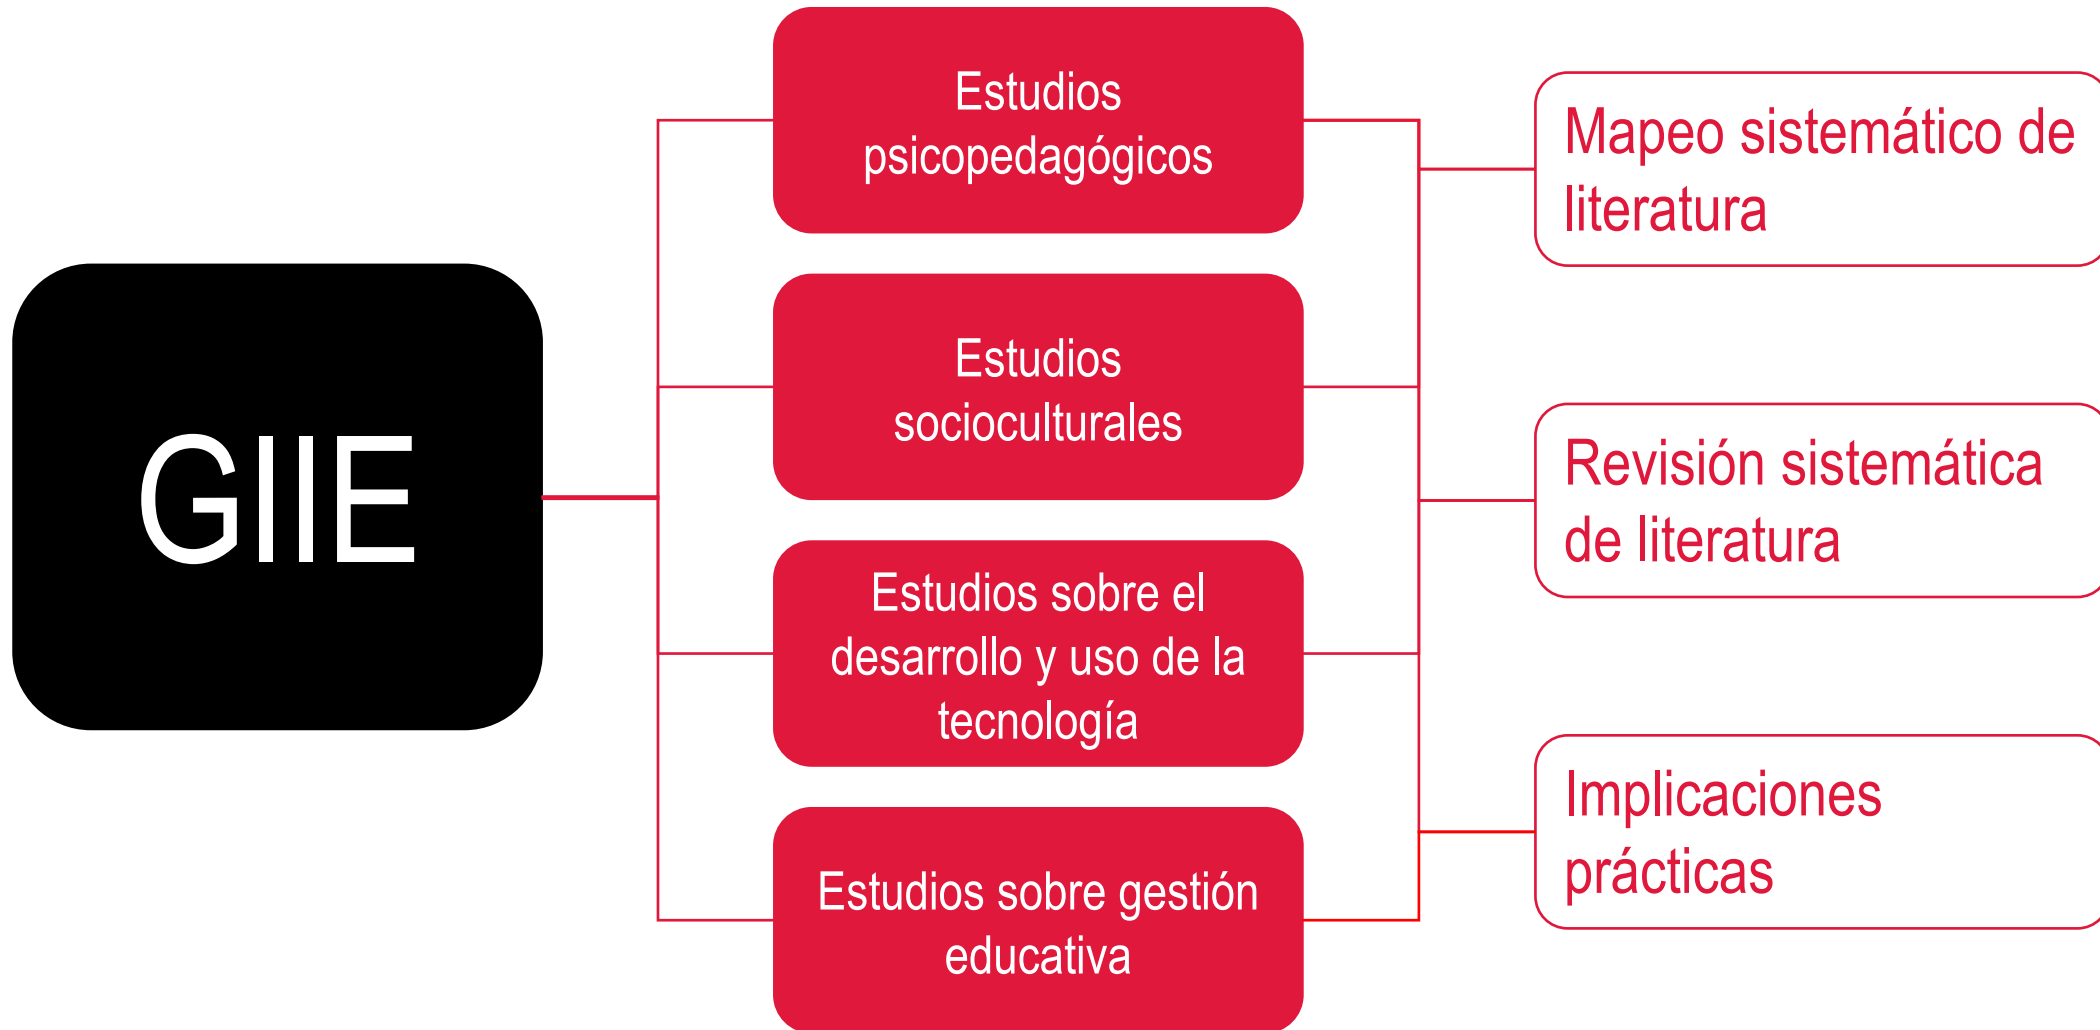 GIIE
Estudios
psicopedagógicos
Estudios
socioculturales
Estudios sobre el
desarrollo y uso de la
tecnología
Estudios sobre gestión
educativa
Mapeo sistemático de
literatura
Revisión sistemática
de literatura
Implicaciones
prácticas